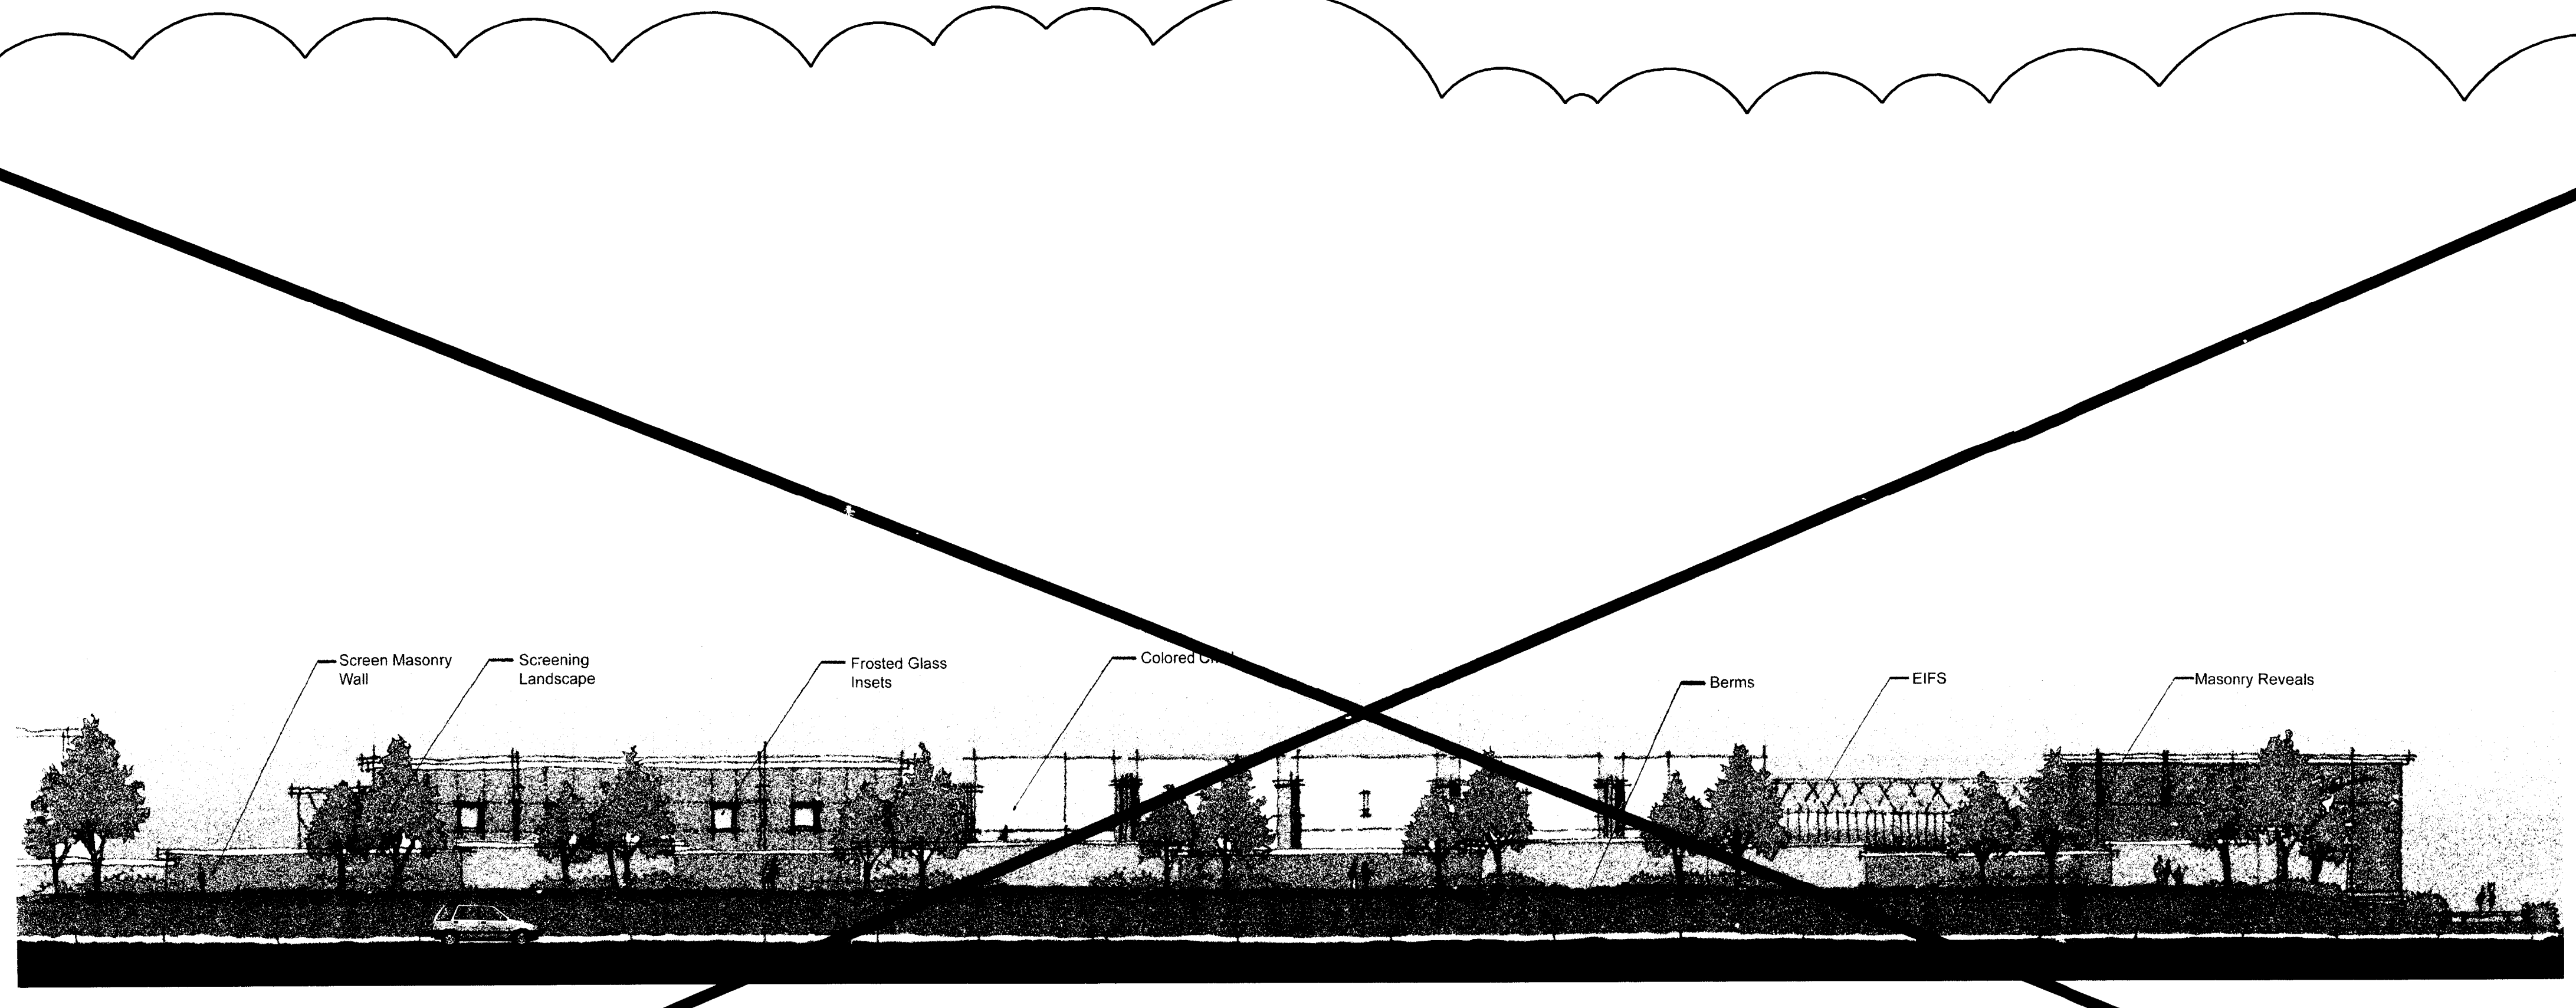 Screen Masonry
Wall
Screening
Landscape
Frosted Glass
Insets
Colored
Berms
EIFS
Masonry Reveals